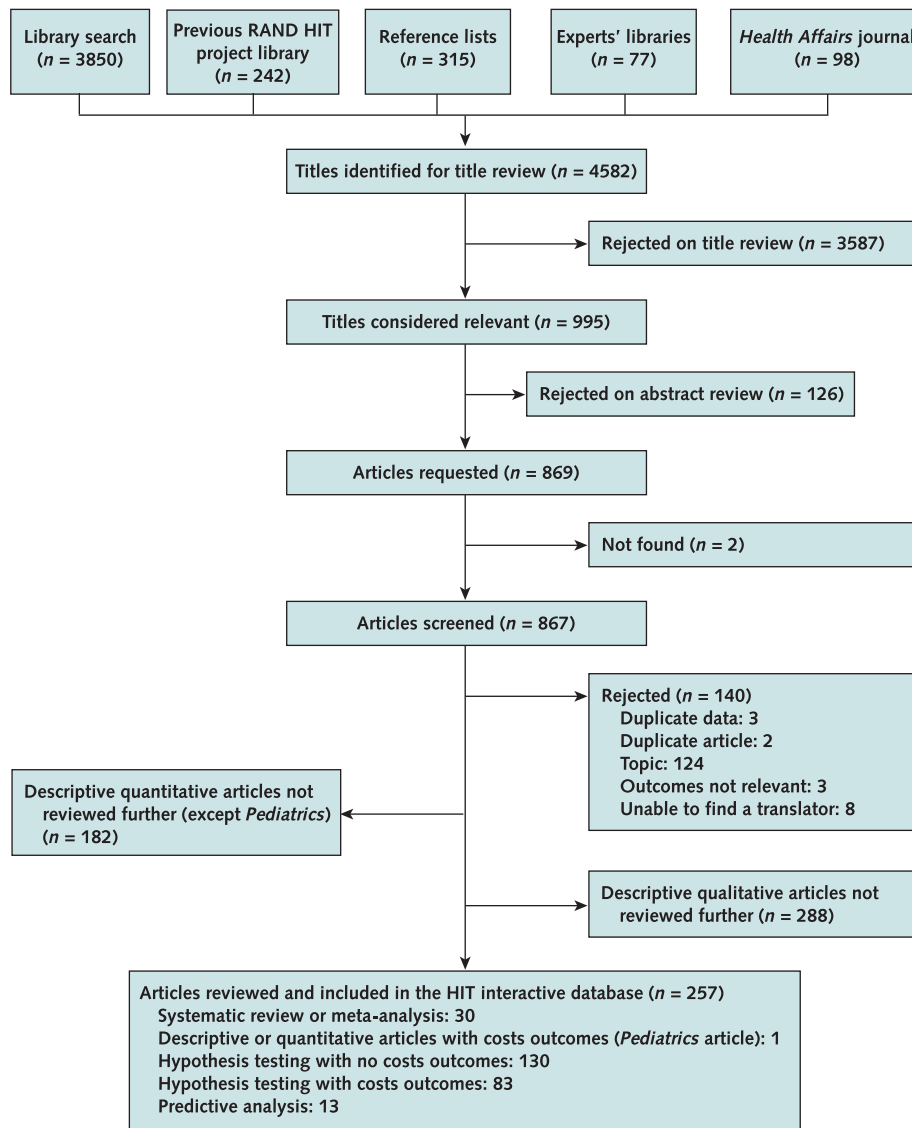 Library search
(n = 3850)
Previous RAND HIT
project library
(n = 242)
Reference lists
(n = 315)
Experts’ libraries
(n = 77)
Health Affairs journal
(n = 98)
Titles identified for title review (n = 4582)
Rejected on title review (n = 3587)
Titles considered relevant (n = 995)
Rejected on abstract review (n = 126)
Articles requested (n = 869)
Not found (n = 2)
Articles screened (n = 867)
Rejected (n = 140)
Duplicate data: 3
Duplicate article: 2
Topic: 124
Outcomes not relevant: 3
Unable to find a translator: 8
Descriptive quantitative articles not
reviewed further (except Pediatrics)
(n = 182)
Descriptive qualitative articles not
reviewed further (n = 288)
Articles reviewed and included in the HIT interactive database (n = 257)
Systematic review or meta-analysis: 30
Descriptive or quantitative articles with costs outcomes (Pediatrics article): 1
Hypothesis testing with no costs outcomes: 130
Hypothesis testing with costs outcomes: 83
Predictive analysis: 13